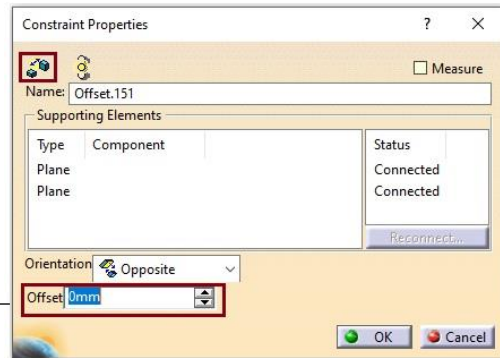 Constraint Properties ? ×
Measure
Name: Offset.151
Supporting Elements
Type Component Status
Plane Connected
Plane Connected
Reconnect...
Orientation Opposite
Offset 0mm
OK Cancel